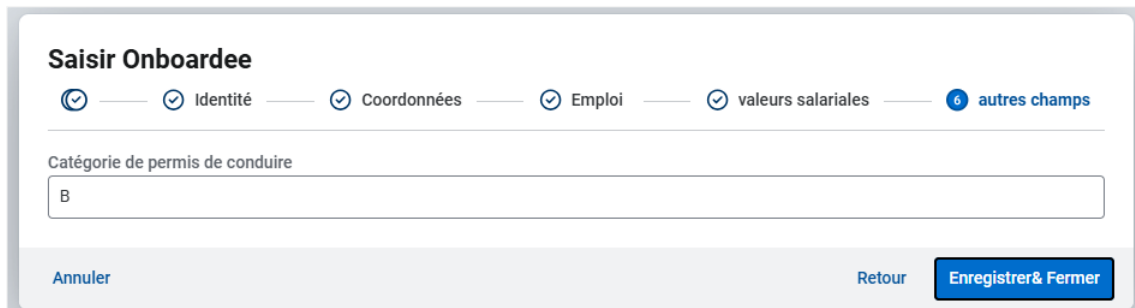 Saisir Onboardee
Identité Coordonnées Emploi valeurs salariales 6 autres champs
Catégorie de permis de conduire
B
Annuler Retour Enregistrer& Fermer